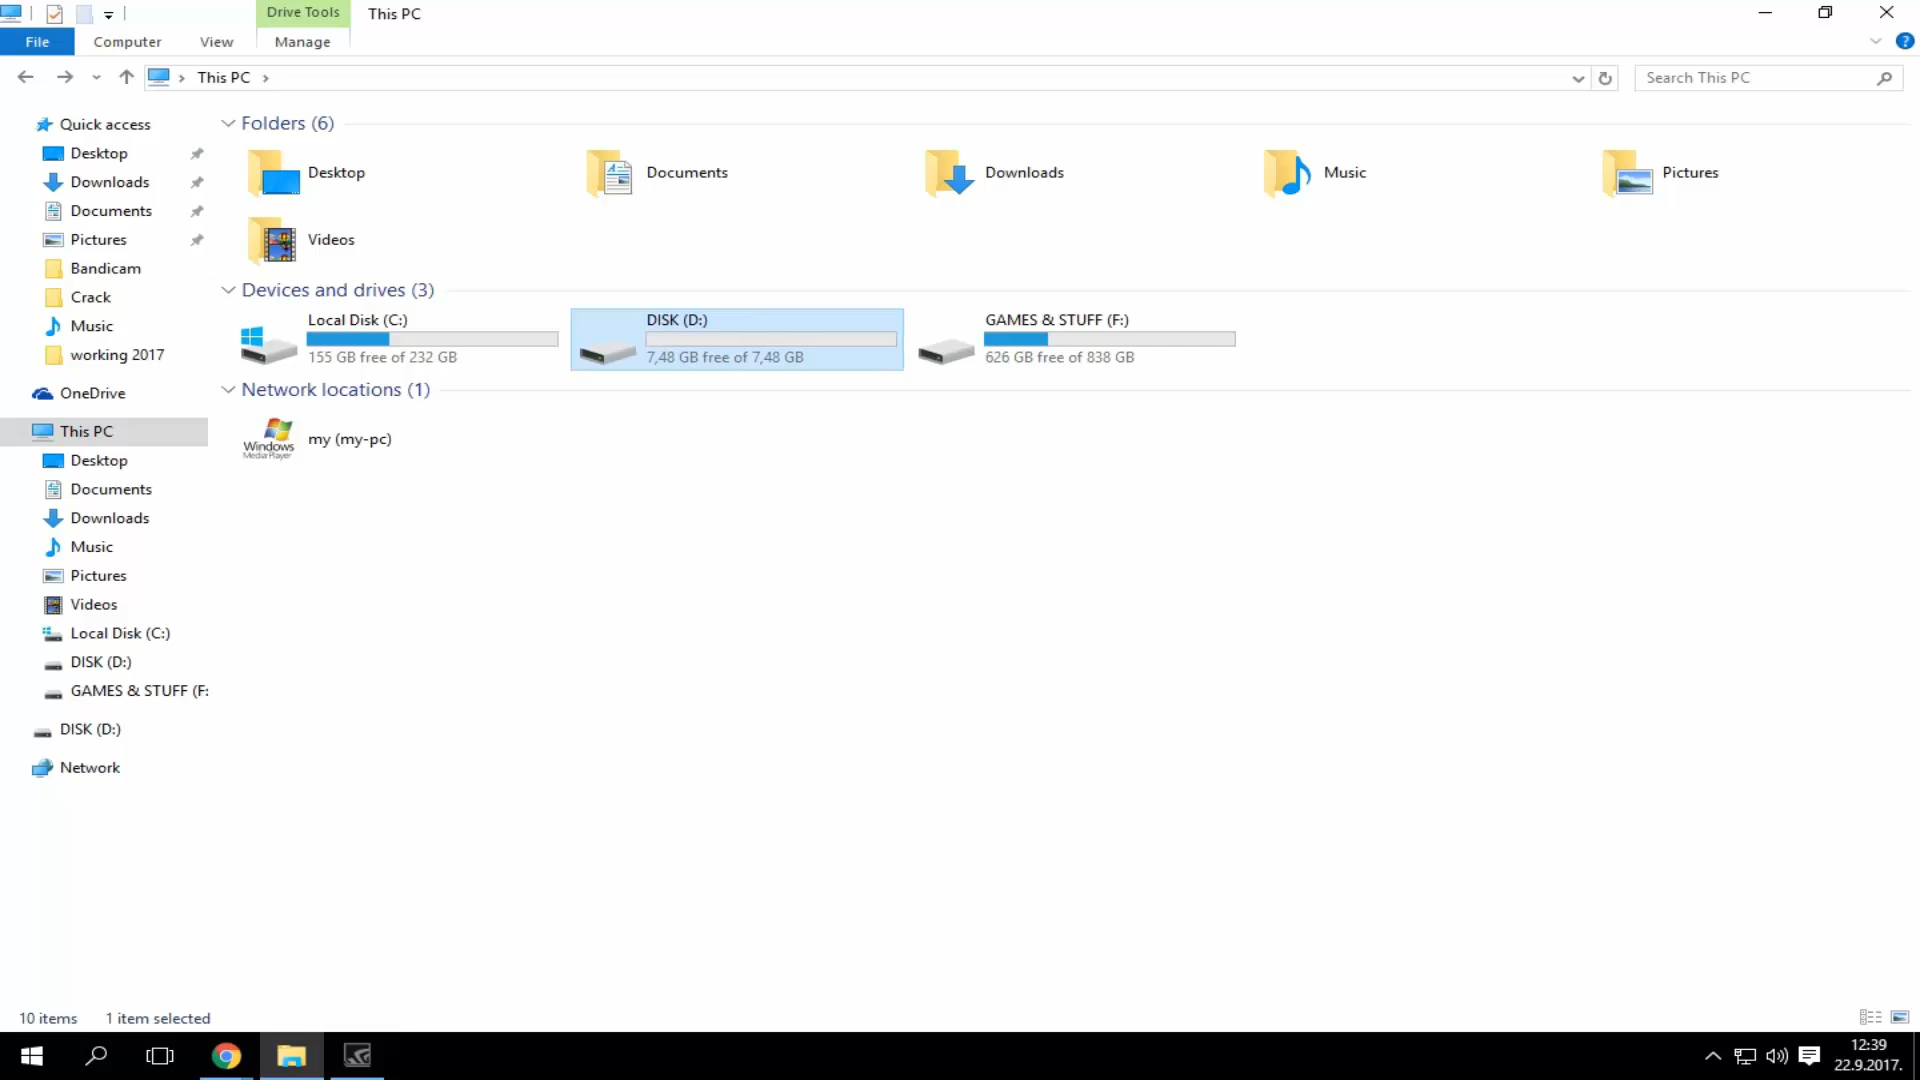 Drive Tools
This PC
File
Computer
View
Manage
?
This PC
Search This PC
Quick access
Desktop
Downloads
Documents
Pictures
Bandicam
Crack
Music
working 2017
OneDrive
This PC
Desktop
Documents
Downloads
Music
Pictures
Videos
Local Disk (C:)
DISK (D:)
GAMES & STUFF (F:
DISK (D:)
Network
Folders (6)
Desktop
Documents
Downloads
Music
Pictures
Videos
Devices and drives (3)
Local Disk (C:)
155 GB free of 232 GB
DISK (D:)
7,48 GB free of 7,48 GB
GAMES & STUFF (F:)
626 GB free of 838 GB
Network locations (1)
Windows
Media Player
my (my-pc)
10 items
1 item selected
12:39
22.9.2017.